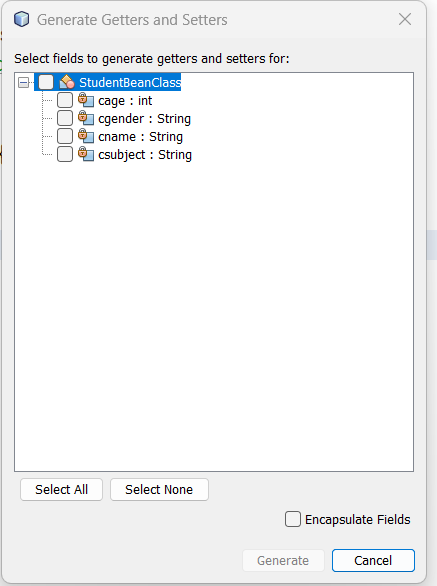 Generate Getters and Setters
Select fields to generate getters and setters for:
StudentBeanClass
cage : int
cgender : String
cname : String
csubject : String
Select All Select None
Encapsulate Fields
Generate Cancel